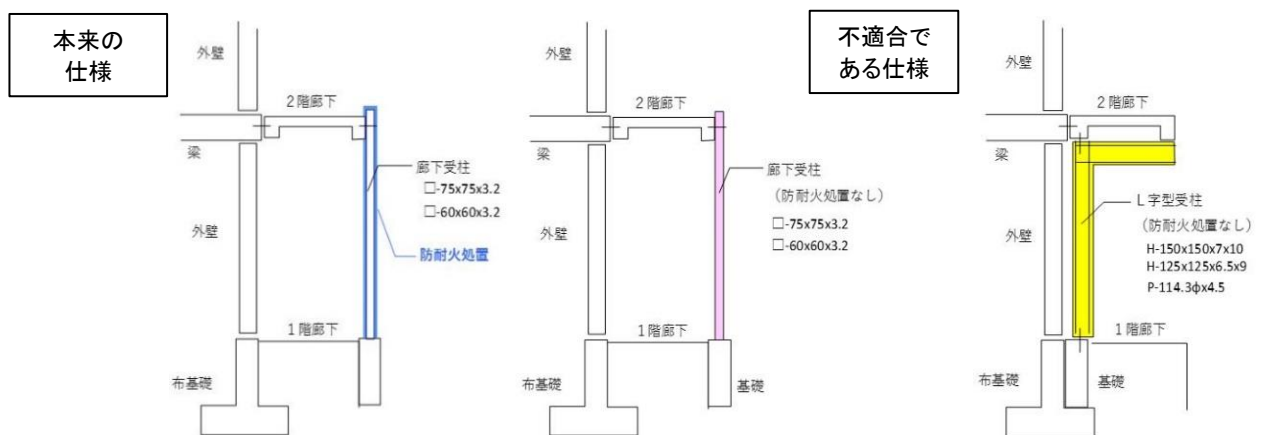 本来の
仕様
外壁
2階廊下
梁
廊下受柱
□-75x75x3.2
□-60x60x3.2
外壁
防耐火処置
1階廊下
布基礎
外壁
2階廊下
梁
廊下受柱
（防耐火処置なし）
□-75x75x3.2
□-60x60x3.2
外壁
1階廊下
布基礎
基礎
不適合で
ある仕様
外壁
2階廊下
梁
L字型受柱
（防耐火処置なし）
H-150x150x7x10
H-125x125x6.5x9
P-114.3φx4.5
外壁
1階廊下
布基礎
基礎